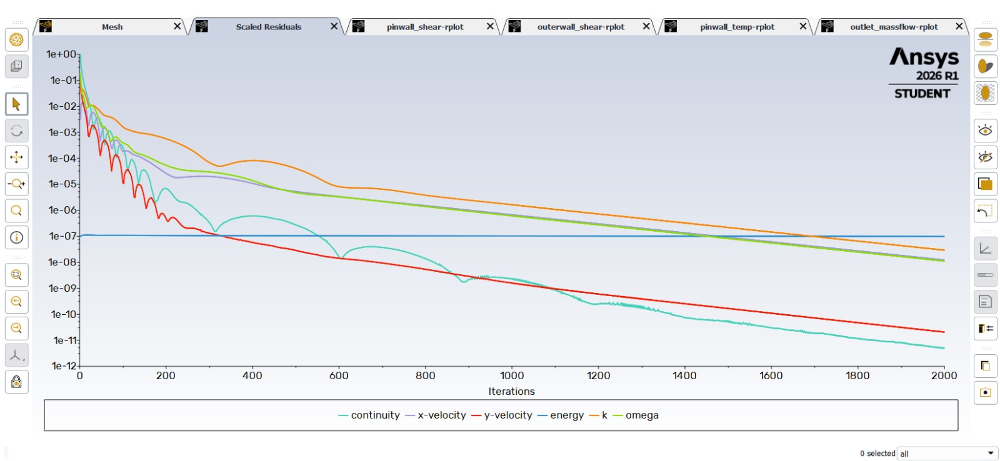 Mesh
Scaled Residuals
pinwall_shear-rplot
outerwall_shear-rplot
pinwall_temp-rplot
outlet_massflow-rplot
Ansys
2026 R1
STUDENT
1e+00
1e-01
1e-02
1e-03
1e-04
1e-05
1e-06
1e-07
1e-08
1e-09
1e-10
1e-11
1e-12
0 200 400 600 800 1000 1200 1400 1600 1800 2000
Iterations
continuity x-velocity y-velocity energy k omega
0 selected all